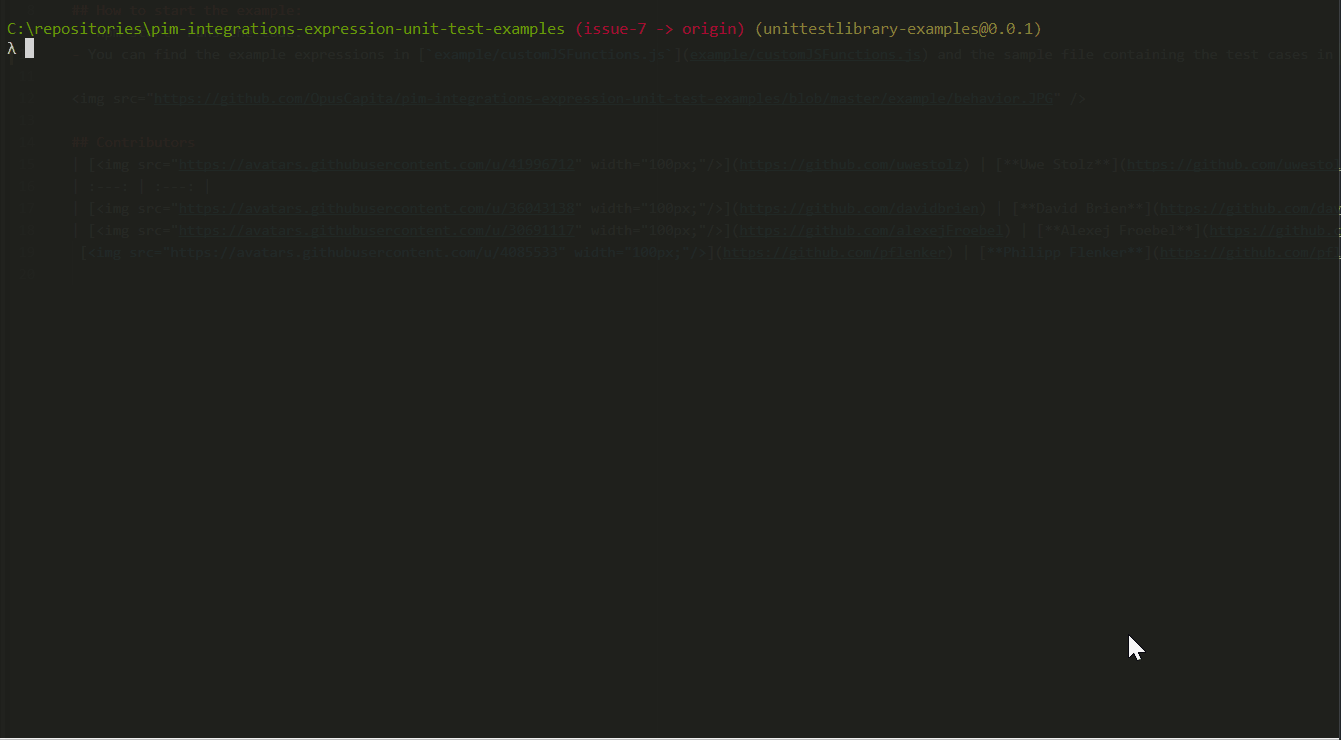 ## How to start the example:
C:\repositories\pim-integrations-expression-unit-test-examples (issue-7 -> origin) (unittestlibrary-examples@0.0.1)
λ
- You can find the example expressions in [`example/customJSFunctions.js`](example/customJSFunctions.js) and the sample file containing the test cases in
<img src="https://github.com/OpusCapita/pim-integrations-expression-unit-test-examples/blob/master/example/behavior.JPG" />
## Contributors
| [<img src="https://avatars.githubusercontent.com/u/41996712" width="100px;"/>](https://github.com/uwestolz) | [**Uwe Stolz**](https://github.com/uwesto
| :---: | :---: |
| [<img src="https://avatars.githubusercontent.com/u/36043138" width="100px;"/>](https://github.com/davidbrien) | [**David Brien**](https://github.com/da
| [<img src="https://avatars.githubusercontent.com/u/38691117" width="100px;"/>](https://github.com/alexejFroebel) | [**Alexej Froebel**](https://github.
[<img src="https://avatars.githubusercontent.com/u/4085533" width="100px;"/>](https://github.com/pflenker) | [**Philipp Flenker**](https://github.com/pf